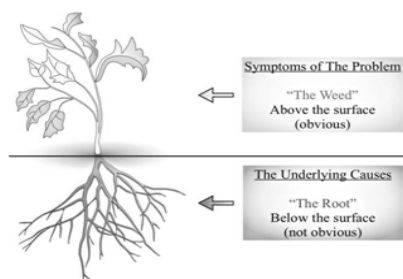 Symptoms of The Problem
“The Weed”
Above the surface
(obvious)
The Underlying Causes
“The Root”
Below the surface
(not obvious)